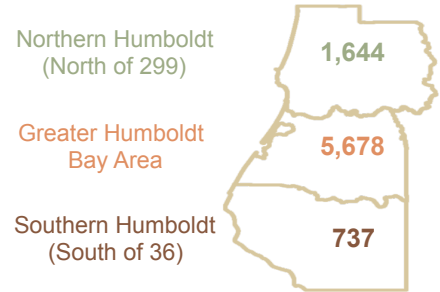 Northern Humboldt
(North of 299)
1,644
Greater Humboldt
Bay Area
5,678
Southern Humboldt
(South of 36)
737